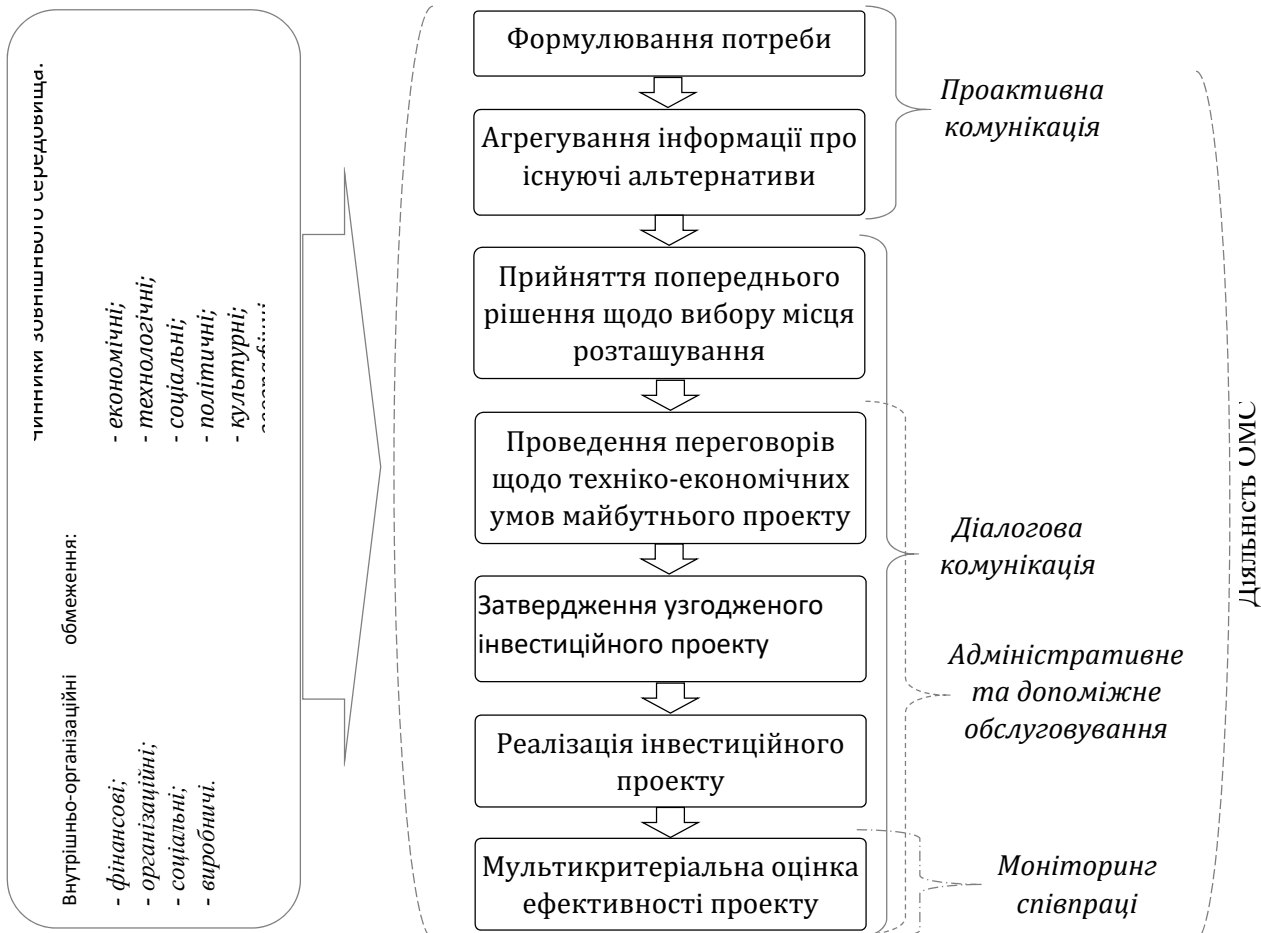 Чинники зовнішнього середовища:
- економічні;
- технологічні;
- соціальні;
- політичні;
- культурні;
Внутрішньо-організаційні обмеження:
- фінансові;
- організаційні;
- соціальні;
- виробничі.
Формулювання потреби
Агрегування інформації про
існуючі альтернативи
Прийняття попереднього
рішення щодо вибору місця
розташування
Проведення переговорів
щодо техніко-економічних
умов майбутнього проекту
Затвердження узгодженого
інвестиційного проекту
Реалізація інвестиційного
проекту
Мультикритеріальна оцінка
ефективності проекту
Проактивна
комунікація
Діалогова
комунікація
Адміністративне
та допоміжне
обслуговування
Моніторинг
співпраці
Діяльність ОМС